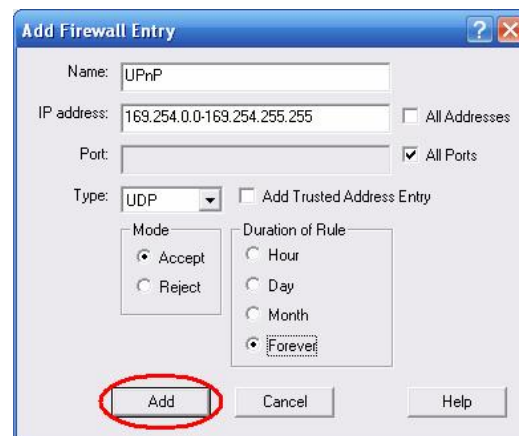 Add Firewall Entry
Name: UPnP
IP address: 169.254.0.0-169.254.255.255 All Addresses
Port: All Ports
Type: UDP Add Trusted Address Entry
Mode
Accept
Reject
Duration of Rule
Hour
Day
Month
Forever
Add Cancel Help